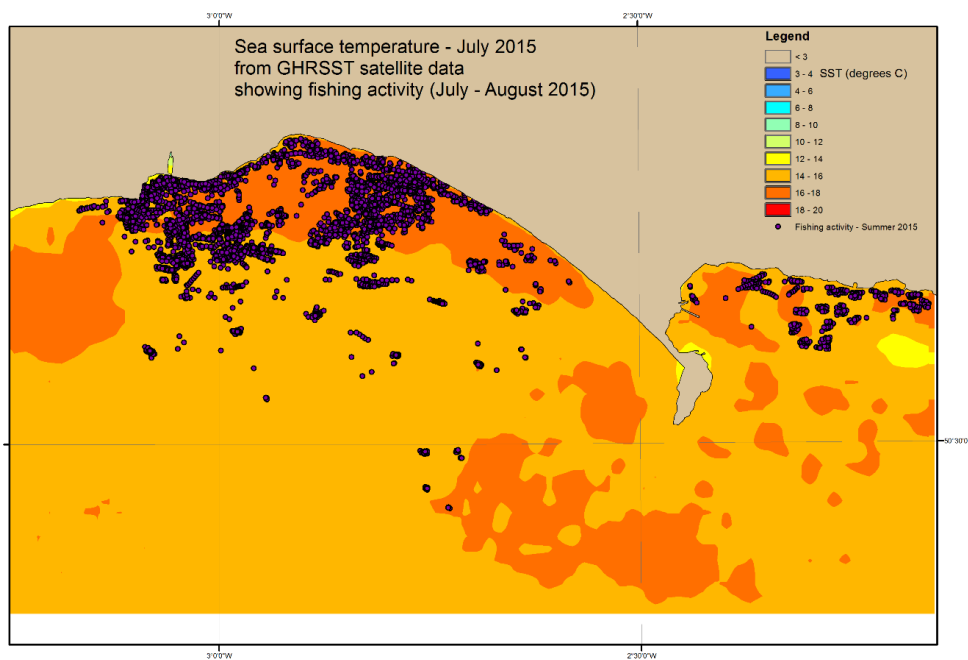 3°0'0"W
2°30'0"W
Sea surface temperature - July 2015
from GHRSST satellite data
showing fishing activity (July - August 2015)
Legend
< 3
3 - 4 SST (degrees C)
4 - 6
6 - 8
8 - 10
10 - 12
12 - 14
14 - 16
16 -18
18 - 20
Fishing activity - Summer 2015
50°30'0
3°0'0"W
2°30'0"W